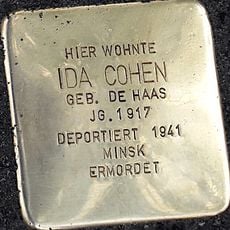 HIER WOHNTE
IDA COHEN
GEB. DE HAAS
JG. 1917
DEPORTIERT 1941
MINSK
ERMORDET